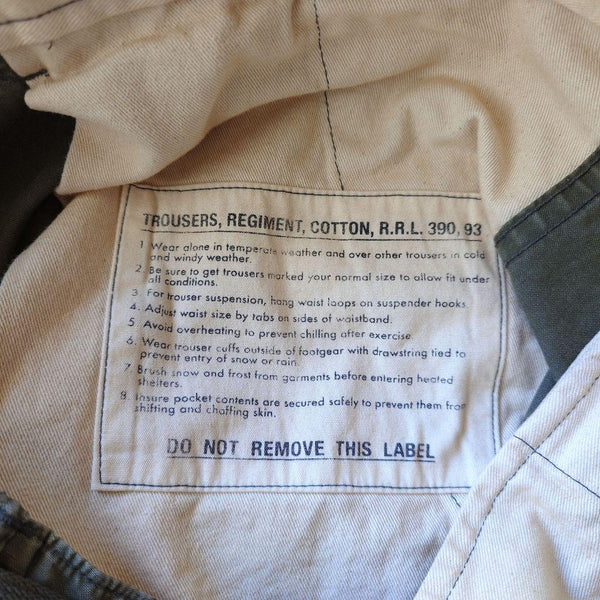 TROUSERS, REGIMENT, COTTON, R.R.L. 390, 93
1 Wear alone in temperate weather and over other trousers in cold
and windy weather.
2. Be sure to get trousers marked your normal size to allow fit under
all conditions.
3. For trouser suspension, hang waist loops on suspender hooks.
4. Adjust waist size by tabs on sides of waistband.
5. Avoid overheating to prevent chilling after exercise.
6. Wear trouser cuffs outside of footgear with drawstring tied to
prevent entry of snow or rain.
7. Brush snow and frost from garments before entering heated
shelters.
8. Insure pocket contents are secured safely to prevent them from
shifting and chaffing skin.
DO NOT REMOVE THIS LABEL